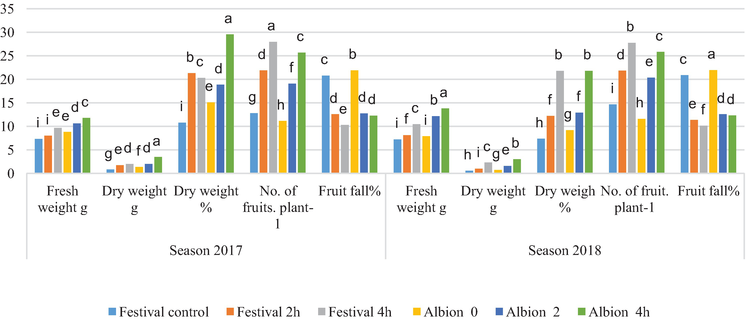 35
30
25
20
15
10
5
0
i i e e d c
g e d f d a
i b c e d a
g d a h f c
c d e b d d
i f c i b a
h i c g e b
g f b g f b
i d b h e c
c e f a d d
Fresh weight g
Dry weight g
Dry weight %
No. of fruits. plant-1
Fruit fall%
Fresh weight g
Dry weight g
Dry weigh %
No. of fruit. plant-1
Fruit fall%
Season 2017
Season 2018
Festival control
Festival 2h
Festival 4h
Albion 0
Albion 2
Albion 4h